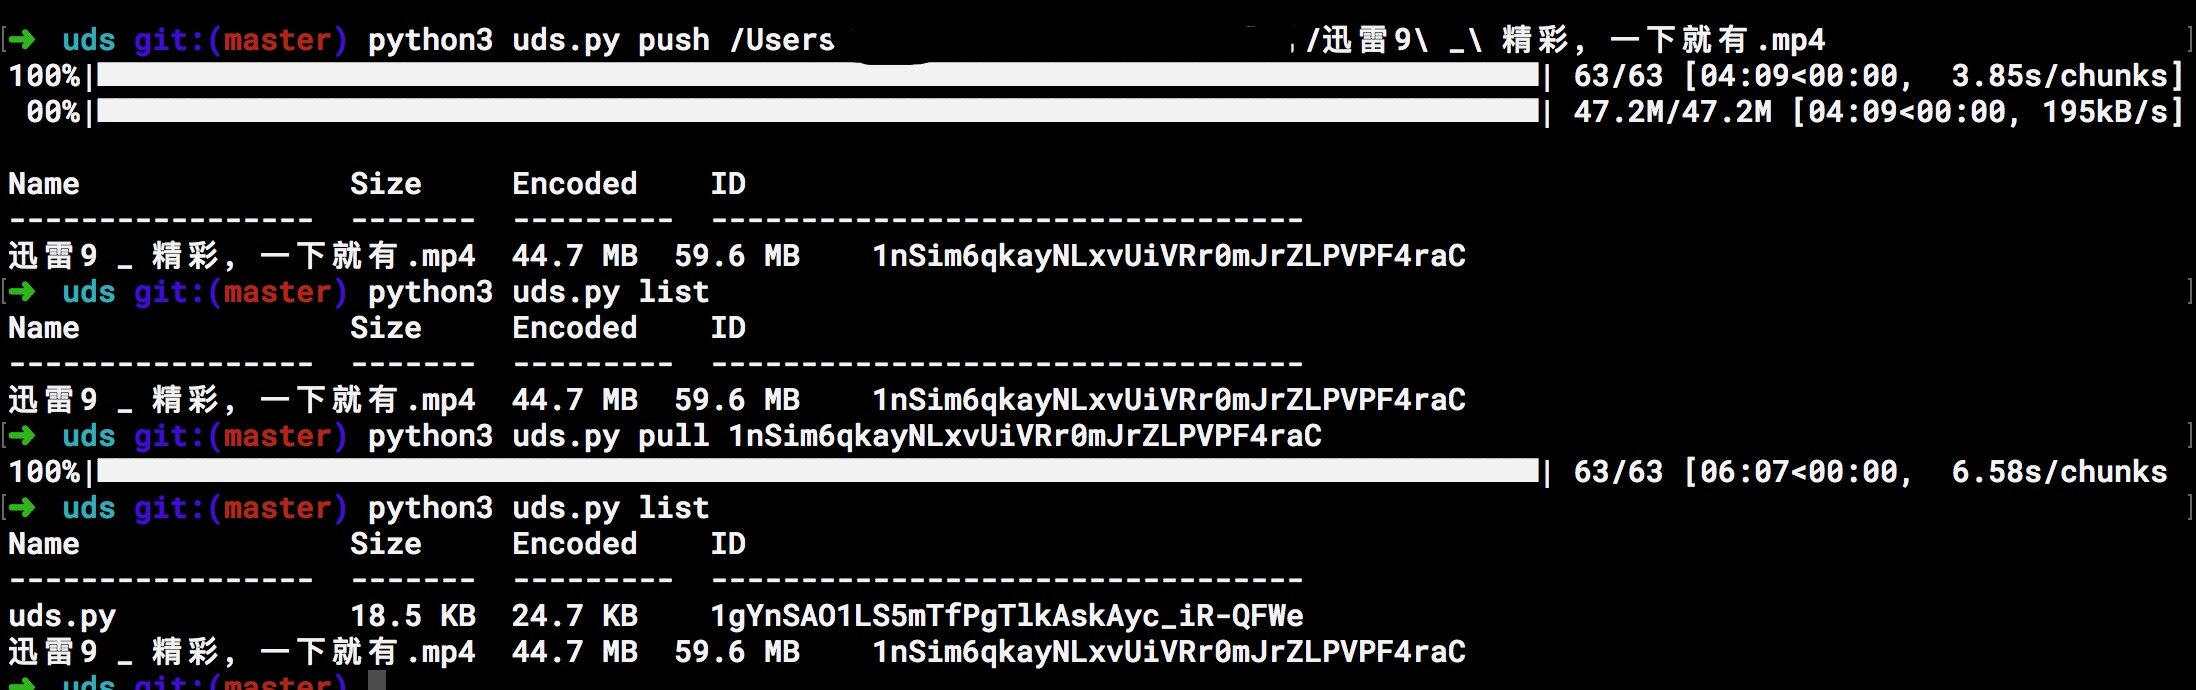 ➜ uds git:(master) python3 uds.py push /Users /迅雷9\ _\ 精彩，一下就有.mp4
100%| | 63/63 [04:09<00:00, 3.85s/chunks]
00%| | 47.2M/47.2M [04:09<00:00, 195kB/s]
Name Size Encoded ID
----------------- ------- --------- ---------------------------------
迅雷9 _ 精彩，一下就有.mp4 44.7 MB 59.6 MB 1nSim6qkayNLxvUiVRr0mJrZLPVPF4raC
➜ uds git:(master) python3 uds.py list
Name Size Encoded ID
----------------- ------- --------- ---------------------------------
迅雷9 _ 精彩，一下就有.mp4 44.7 MB 59.6 MB 1nSim6qkayNLxvUiVRr0mJrZLPVPF4raC
➜ uds git:(master) python3 uds.py pull 1nSim6qkayNLxvUiVRr0mJrZLPVPF4raC
100%| | 63/63 [06:07<00:00, 6.58s/chunks
➜ uds git:(master) python3 uds.py list
Name Size Encoded ID
----------------- ------- --------- ---------------------------------
uds.py 18.5 KB 24.7 KB 1gYnSAO1LS5mTfPgTlkAskAyc_iR-QFWe
迅雷9 _ 精彩，一下就有.mp4 44.7 MB 59.6 MB 1nSim6qkayNLxvUiVRr0mJrZLPVPF4raC
➜ uds git:(master)